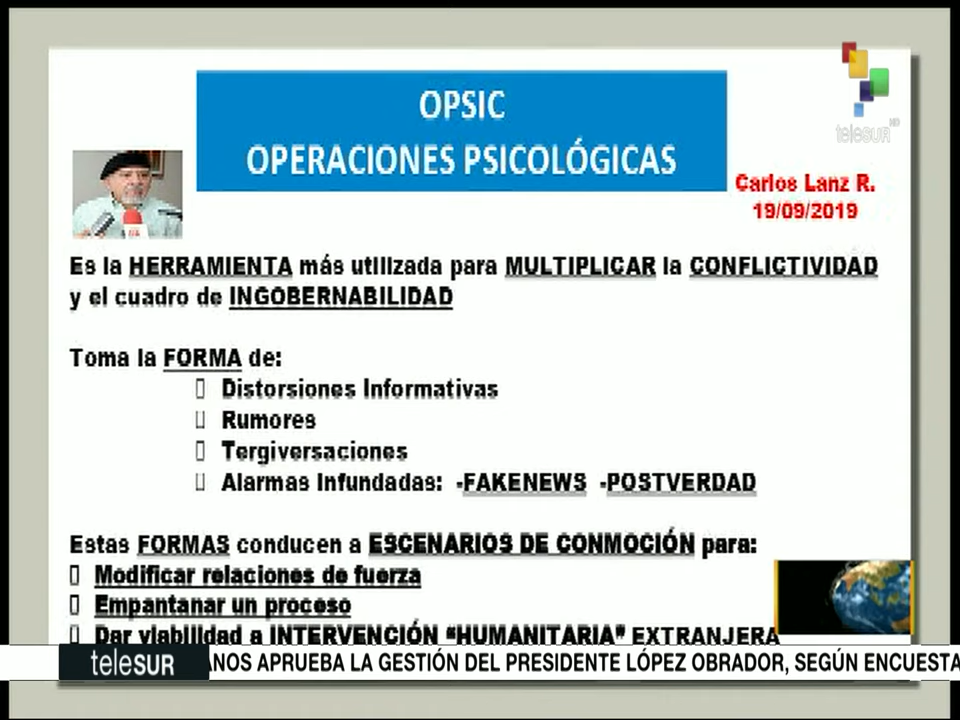 OPSIC
OPERACIONES PSICOLÓGICAS
teleSUR HD
Carlos Lanz R.
19/09/2019
Es la HERRAMIENTA más utilizada para MULTIPLICAR la CONFLICTIVIDAD
y el cuadro de INGOBERNABILIDAD
Toma la FORMA de:
Distorsiones Informativas
Rumores
Tergiversaciones
Alarmas Infundadas: -FAKENEWS -POSTVERDAD
Estas FORMAS conducen a ESCENARIOS DE CONMOCIÓN para:
Modificar relaciones de fuerza
Empantanar un proceso
Dar viabilidad a INTERVENCIÓN “HUMANITARIA” EXTRANJERA
teleSUR ANOS APRUEBA LA GESTIÓN DEL PRESIDENTE LÓPEZ OBRADOR, SEGÚN ENCUESTA